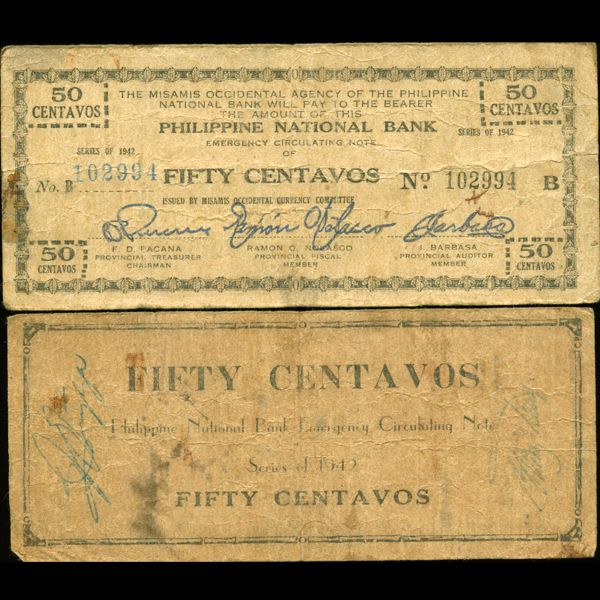 50 CENTAVOS
50 CENTAVOS
THE MISAMIS OCCIDENTAL AGENCY OF THE PHILIPPINE
NATIONAL BANK WILL PAY TO THE BEARER
THE AMOUNT OF THIS
PHILIPPINE NATIONAL BANK
EMERGENCY CIRCULATING NOTE
OF
SERIES OF 1942
SERIES OF 1942
No. B 102994
FIFTY CENTAVOS
No. 102994 B
ISSUED BY MISAMIS OCCIDENTAL CURRENCY COMMITTEE
F. D. PACANA
PROVINCIAL TREASURER
CHAIRMAN
RAMON C. NOLASCO
PROVINCIAL FISCAL
MEMBER
J. BARBASA
PROVINCIAL AUDITOR
MEMBER
50 CENTAVOS
50 CENTAVOS
FIFTY CENTAVOS
Philippine National Bank Emergency Circulating Note
Series of 1942
FIFTY CENTAVOS